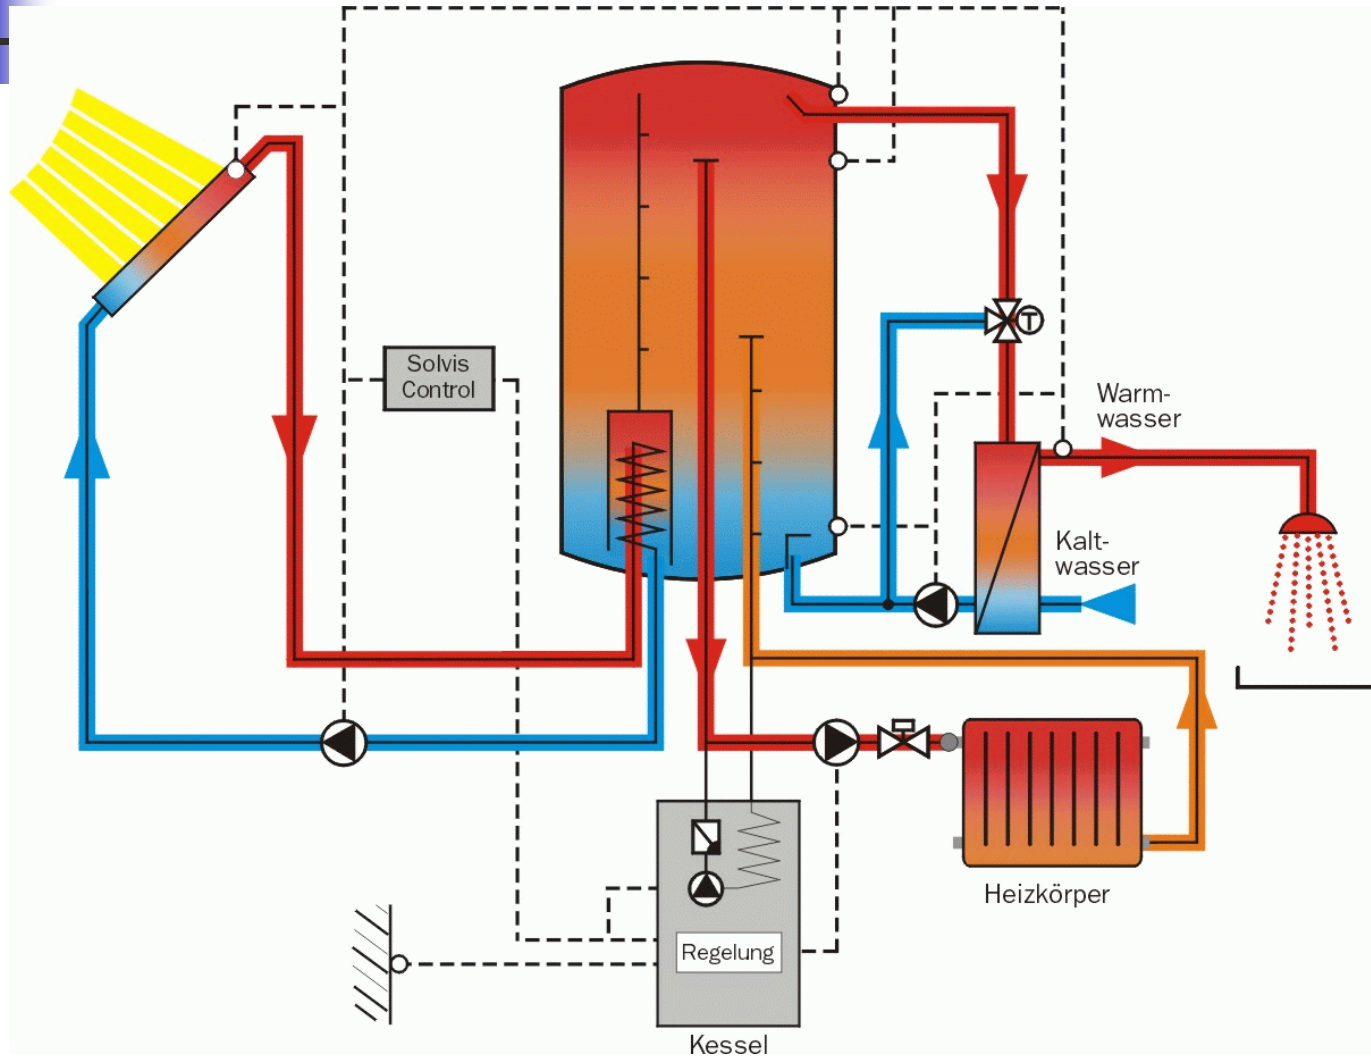 Solvis
Control
T
Warm-
wasser
Kalt-
wasser
Heizkörper
Regelung
Kessel